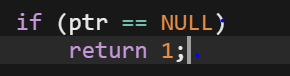 if (ptr == NULL)
    return 1;